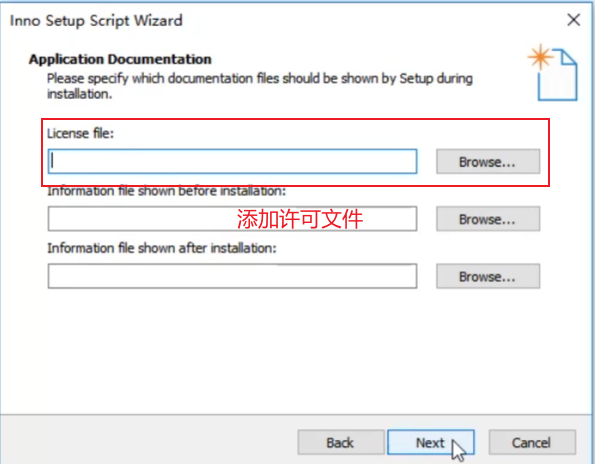 Inno Setup Script Wizard
Application Documentation
Please specify which documentation files should be shown by Setup during
installation.
License file:
Browse...
Information file shown before installation:
添加许可文件
Browse...
Information file shown after installation:
Browse...
Back
Next
Cancel